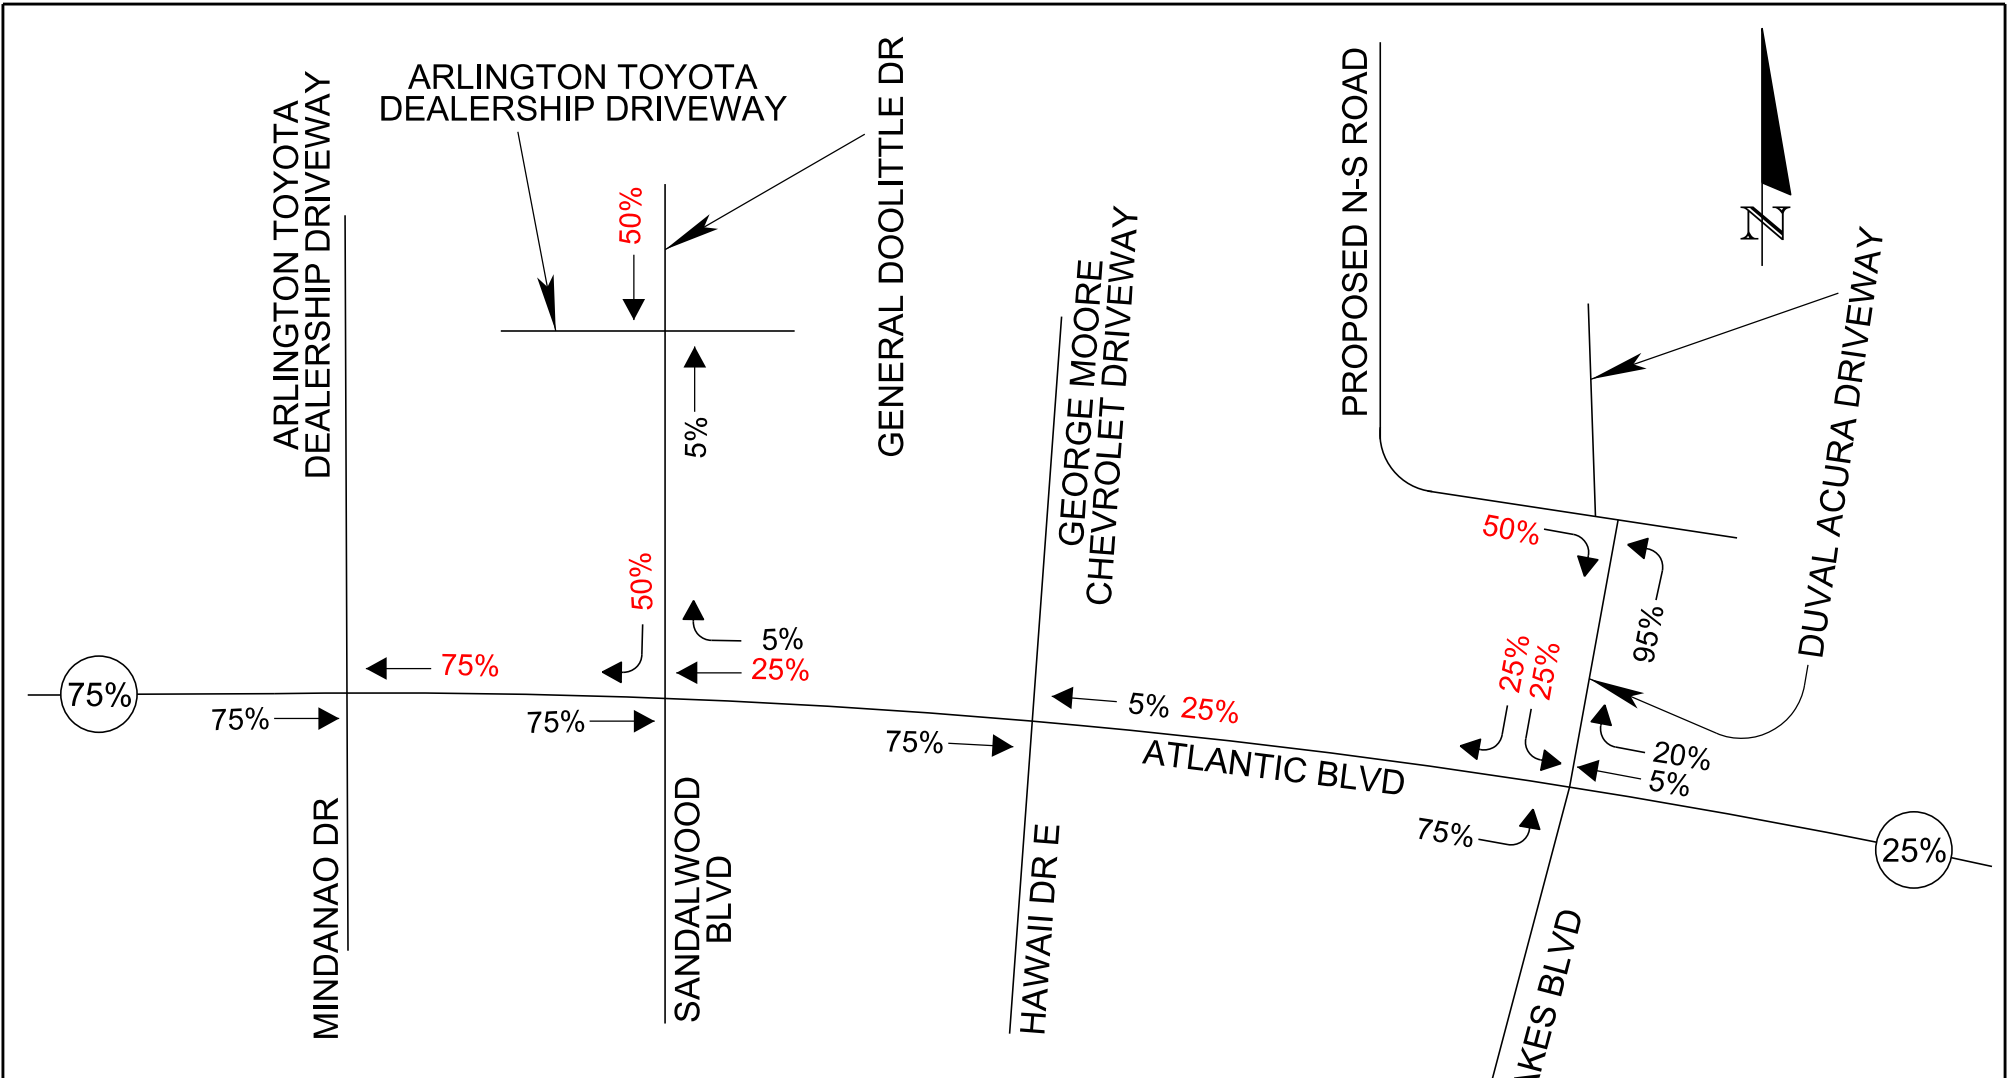 ARLINGTON TOYOTA
DEALERSHIP DRIVEWAY
ARLINGTON TOYOTA
DEALERSHIP DRIVEWAY
GENERAL DOOLITTLE DR
PROPOSED N-S ROAD
N
50%
5%
GEORGE MOORE
CHEVROLET DRIVEWAY
DUVAL ACURA DRIVEWAY
50%
95%
50%
5%
25%
75%
75%
75%
75%
5% 25%
75%
ATLANTIC BLVD
25%
25%
20%
5%
75%
25%
MINDANAO DR
SANDALWOOD
BLVD
HAWAII DR E
AKES BLVD